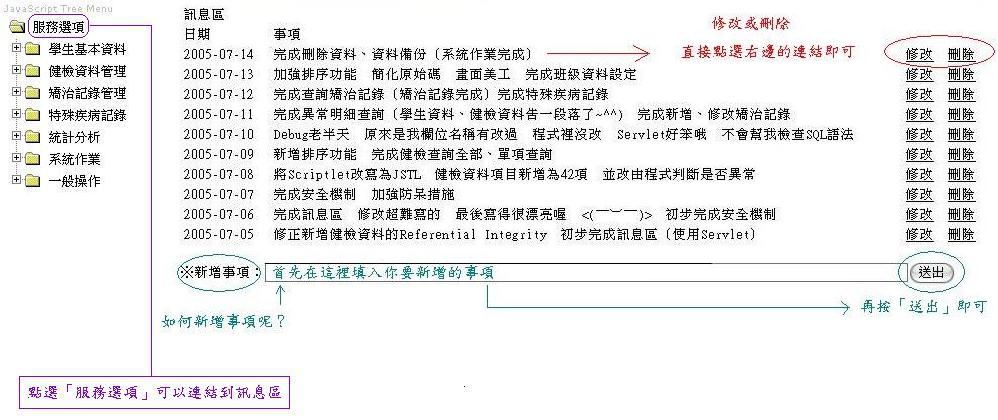 JavaScript Tree Menu
服務選項
學生基本資料
健檢資料管理
矯治記錄管理
特殊疾病記錄
統計分析
系統作業
一般操作
訊息區
日期 事項
2005-07-14 完成刪除資料、資料備份〔系統作業完成〕 修改 刪除
2005-07-13 加強排序功能 簡化原始碼 畫面美工 完成班級資料設定 修改 刪除
2005-07-12 完成查詢矯治記錄〔矯治記錄完成〕完成特殊疾病記錄 修改 刪除
2005-07-11 完成異常明細查詢〔學生資料、健檢資料告一段落了~^^〕 完成新增、修改矯治記錄 修改 刪除
2005-07-10 Debug老半天 原來是我欄位名稱有改過 程式裡沒改 Servlet好笨哦 不會幫我檢查SQL語法 修改 刪除
2005-07-09 新增排序功能 完成健檢查詢全部、單項查詢 修改 刪除
2005-07-08 將Scriptlet改寫為JSTL 健檢資料項目新增為42項 並改由程式判斷是否異常 修改 刪除
2005-07-07 完成安全機制 加強防呆措施 修改 刪除
2005-07-06 完成訊息區 修改超難寫的 最後寫得很漂亮喔 <(￣︶￣)> 初步完成安全機制 修改 刪除
2005-07-05 修正新增健檢資料的Referential Integrity 初步完成訊息區〔使用Servlet〕 修改 刪除
修改或刪除
直接點選右邊的連結即可
※新增事項： 首先在這裡填入你要新增的事項 送出
如何新增事項呢？
再按「送出」即可
點選「服務選項」可以連結到訊息區